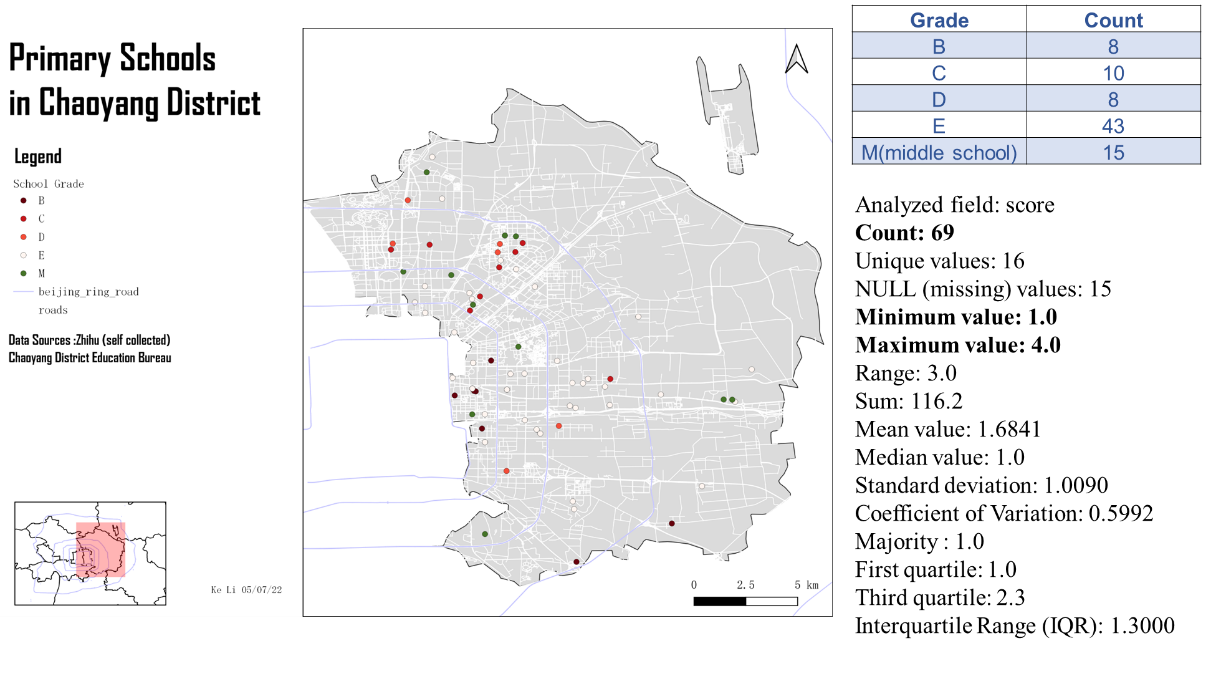 Primary Schools
in Chaoyang District
Legend
School Grade
B
C
D
E
M
beijing_ring_road
roads
Data Sources :Zhihu (self collected)
Chaoyang District Education Bureau
Ke Li 05/07/22
0 2.5 5 km
Grade Count
B 8
C 10
D 8
E 43
M(middle school) 15
Analyzed field: score
Count: 69
Unique values: 16
NULL (missing) values: 15
Minimum value: 1.0
Maximum value: 4.0
Range: 3.0
Sum: 116.2
Mean value: 1.6841
Median value: 1.0
Standard deviation: 1.0090
Coefficient of Variation: 0.5992
Majority : 1.0
First quartile: 1.0
Third quartile: 2.3
Interquartile Range (IQR): 1.3000